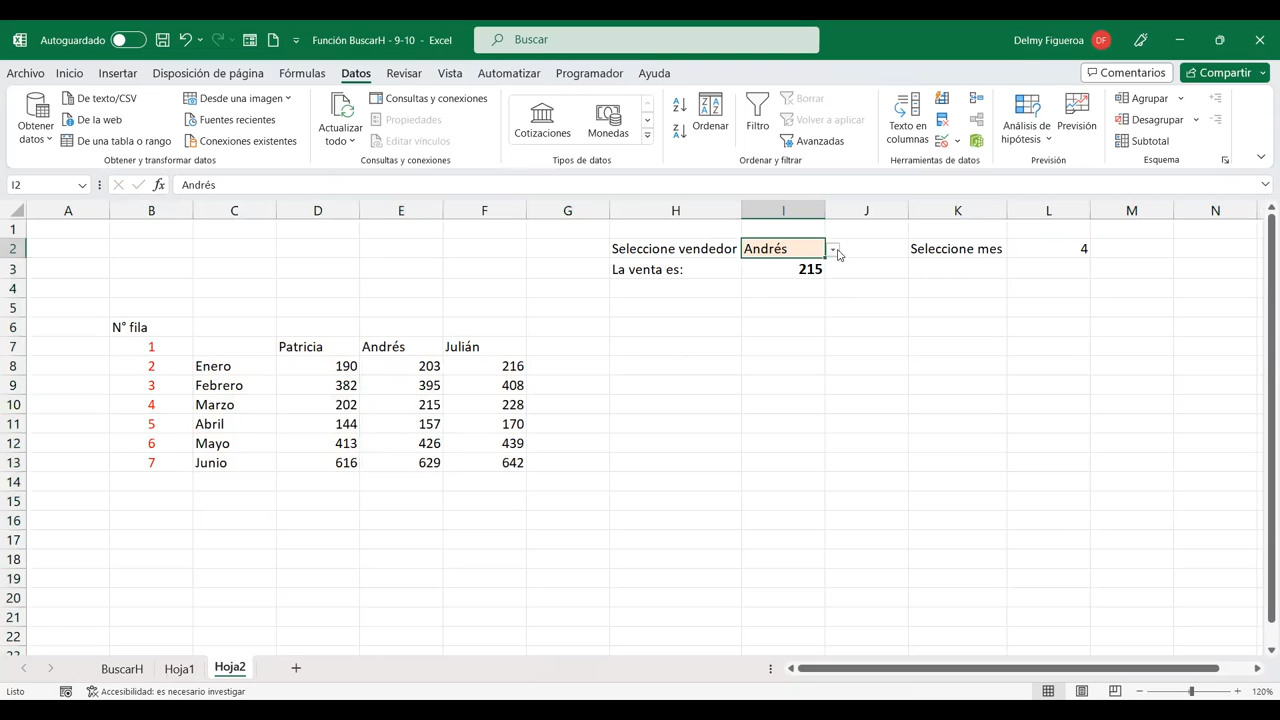 Autoguardado Función BuscarH - 9-10 - Excel Buscar Delmy Figueroa DF
Archivo Inicio Insertar Disposición de página Fórmulas Datos Revisar Vista Automatizar Programador Ayuda Comentarios Compartir
Obtener datos De texto/CSV De la web De una tabla o rango Desde una imagen Fuentes recientes Conexiones existentes
Actualizar todo Consultas y conexiones Propiedades Editar vínculos
Cotizaciones Monedas
Ordenar Filtro Borrar Volver a aplicar Avanzadas
Texto en columnas
Análisis de hipótesis Previsión
Agrupar Desagrupar Subtotal
Obtener y transformar datos Consultas y conexiones Tipos de datos Ordenar y filtrar Herramientas de datos Previsión Esquema
I2 fx Andrés
A B C D E F G H I J K L M N
1
2 Seleccione vendedor Andrés Seleccione mes 4
3 La venta es: 215
4
5
6 N° fila
7 1 Patricia Andrés Julián
8 2 Enero 190 203 216
9 3 Febrero 382 395 408
10 4 Marzo 202 215 228
11 5 Abril 144 157 170
12 6 Mayo 413 426 439
13 7 Junio 616 629 642
14
15
16
17
18
19
20
21
22
BuscarH Hoja1 Hoja2
Listo Accesibilidad: es necesario investigar 120%